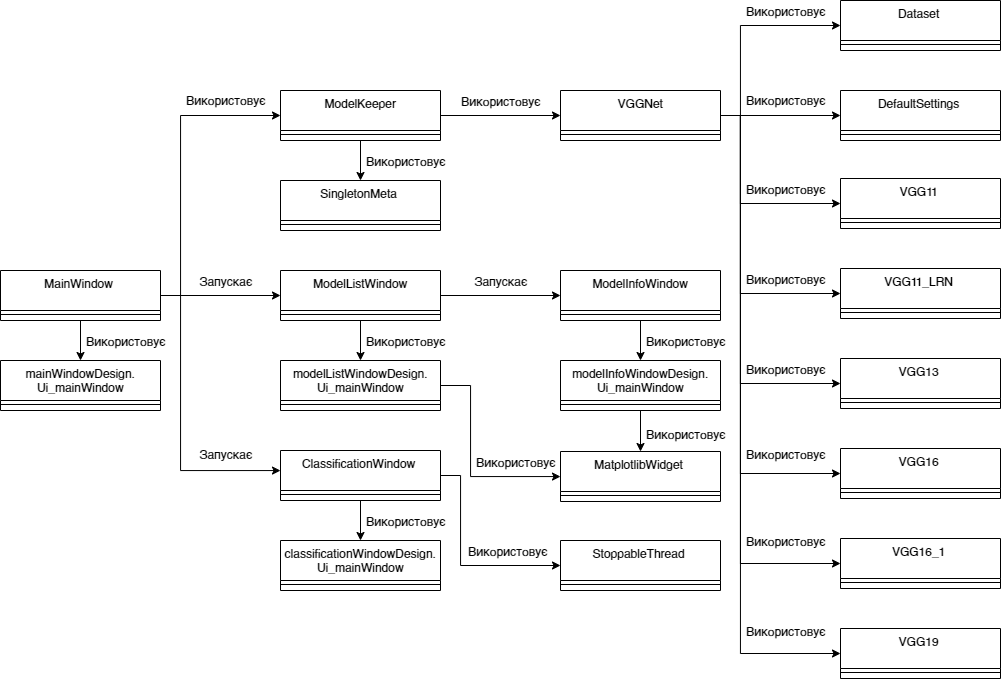 Використовує
Dataset
Використовує
ModelKeeper
Використовує
VGGNet
Використовує
DefaultSettings
Використовує
SingletonMeta
Використовує
VGG11
MainWindow
Запускає
ModelListWindow
Запускає
ModelInfoWindow
Використовує
VGG11_LRN
Використовує
Використовує
Використовує
mainWindowDesign.
Ui_mainWindow
modelListWindowDesign.
Ui_mainWindow
modelInfoWindowDesign.
Ui_mainWindow
Використовує
VGG13
Використовує
Запускає
ClassificationWindow
Використовує
MatplotlibWidget
Використовує
VGG16
Використовує
classificationWindowDesign.
Ui_mainWindow
Використовує
StoppableThread
Використовує
VGG16_1
Використовує
VGG19